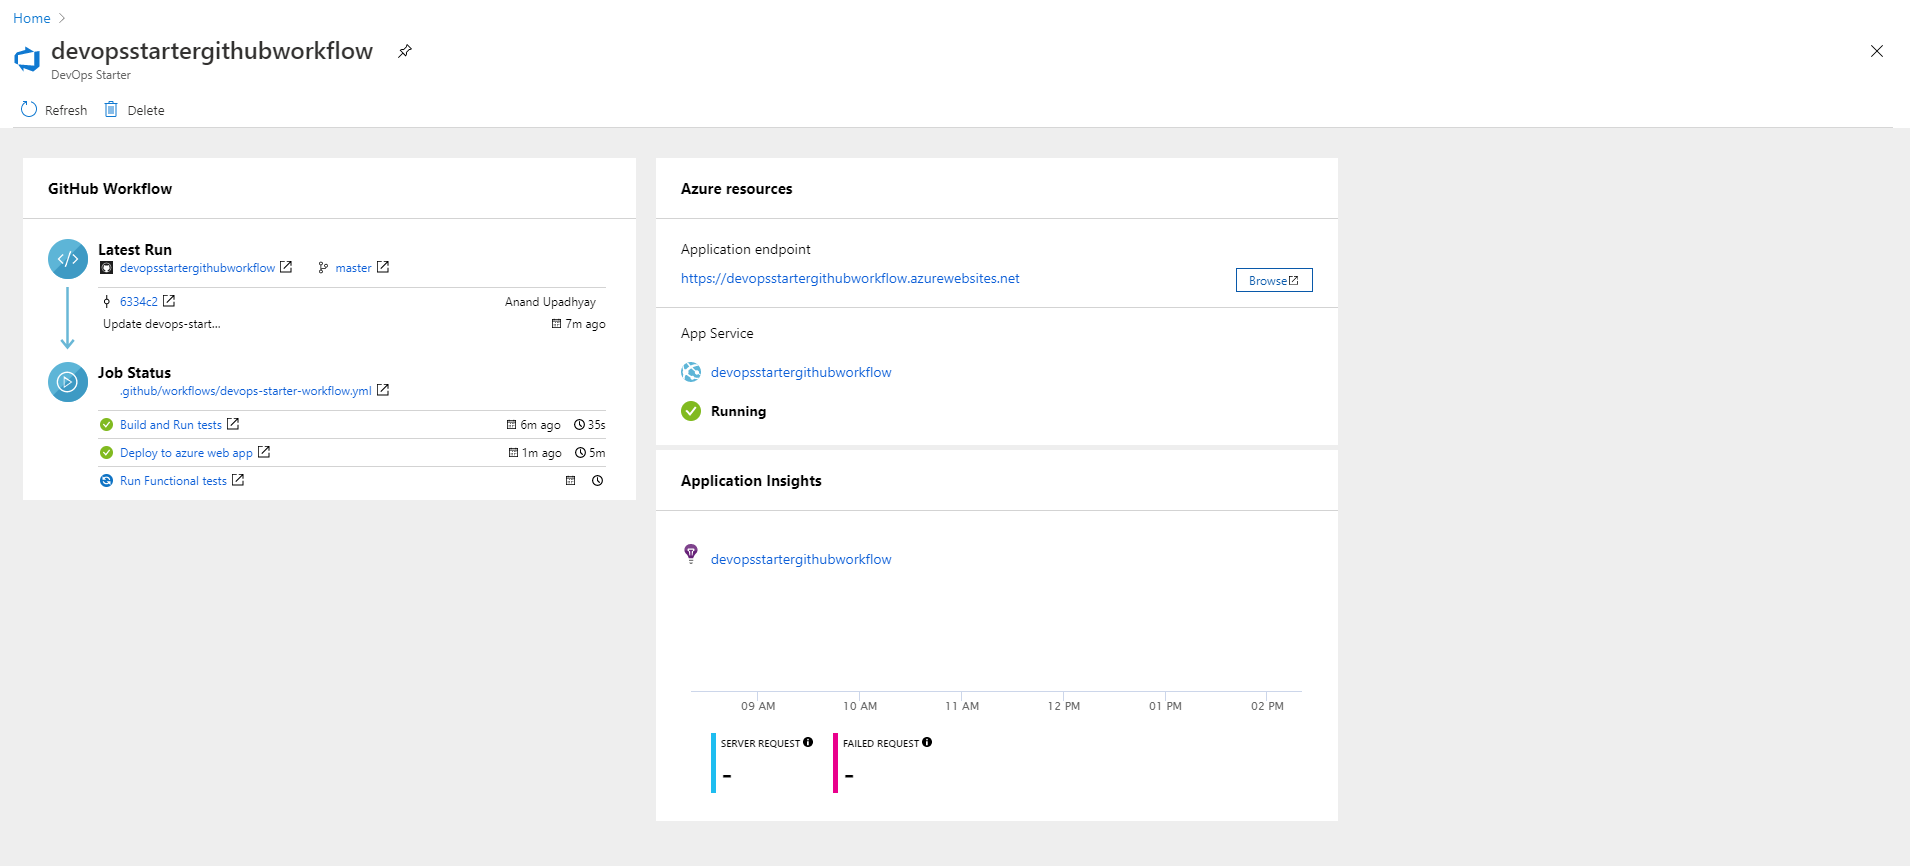 Home
devopsstartergithubworkflow
DevOps Starter
Refresh Delete
GitHub Workflow
Latest Run
devopsstartergithubworkflow master
6334c2 Anand Upadhyay
Update devops-start... 7m ago
Job Status
.github/workflows/devops-starter-workflow.yml
Build and Run tests 6m ago 35s
Deploy to azure web app 1m ago 5m
Run Functional tests
Azure resources
Application endpoint
https://devopsstartergithubworkflow.azurewebsites.net Browse
App Service
devopsstartergithubworkflow
Running
Application Insights
devopsstartergithubworkflow
09 AM 10 AM 11 AM 12 PM 01 PM 02 PM
SERVER REQUEST FAILED REQUEST
- -